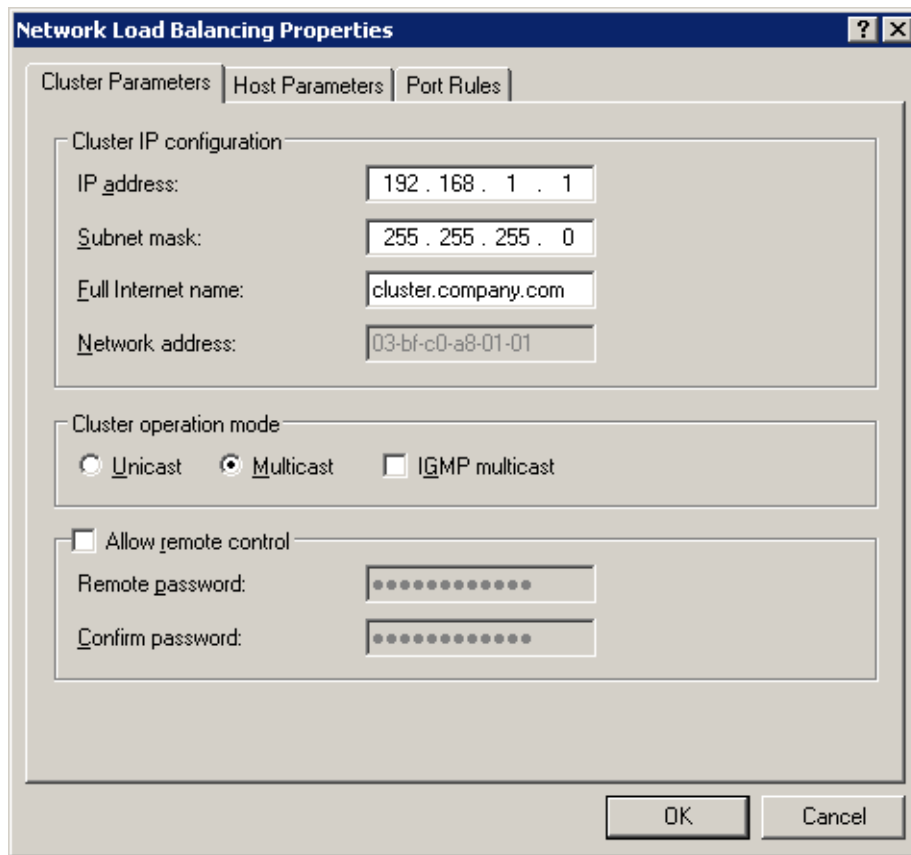 Network Load Balancing Properties
Cluster Parameters Host Parameters Port Rules
Cluster IP configuration
IP address: 192 . 168 . 1 . 1
Subnet mask: 255 . 255 . 255 . 0
Full Internet name: cluster.company.com
Network address: 03-bf-c0-a8-01-01
Cluster operation mode
Unicast Multicast IGMP multicast
Allow remote control
Remote password: ●●●●●●●●●●●●
Confirm password: ●●●●●●●●●●●●
OK Cancel